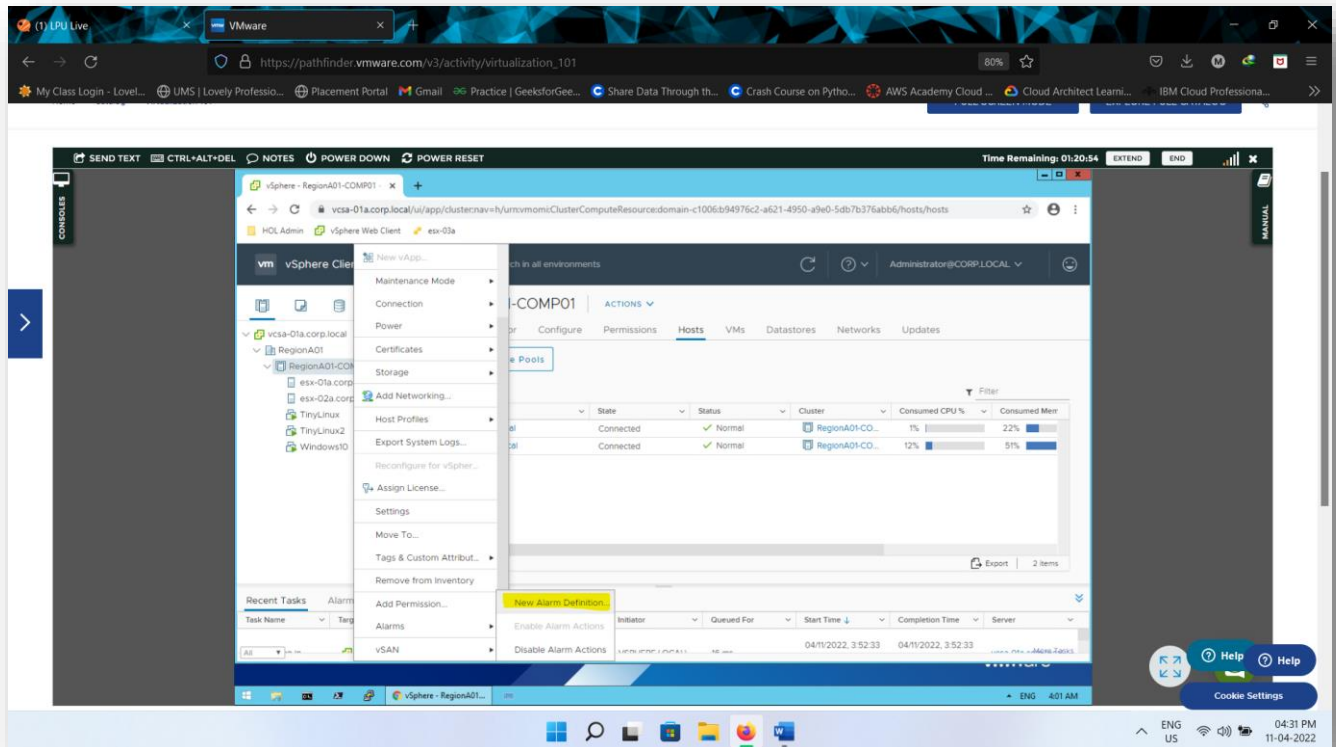 (1) LPU Live
VMware
https://pathfinder.vmware.com/v3/activity/virtualization_101
80%
My Class Login - Lovel...
UMS | Lovely Professio...
Placement Portal
Gmail
Practice | GeeksforGee...
Share Data Through th...
Crash Course on Pytho...
AWS Academy Cloud ...
Cloud Architect Learni...
IBM Cloud Professiona...
SEND TEXT CTRL+ALT+DEL NOTES POWER DOWN POWER RESET
Time Remaining: 01:20:54 EXTEND END
CONSOLES
MANUAL
vSphere - RegionA01-COMP01 -
vcsa-01a.corp.local/ui/app/cluster;nav=h/urn:vmomi:ClusterComputeResource:domain-c1006:b94976c2-a621-4950-a9e0-5db7b376abb6/hosts/hosts
HOL Admin vSphere Web Client esx-03a
vm vSphere Clie
ch in all environments
Administrator@CORP.LOCAL
vcsa-01a.corp.local
RegionA01
RegionA01-COM
esx-01a.corp
esx-02a.corp
TinyLinux
TinyLinux2
Windows10
New vApp...
Maintenance Mode
Connection
Power
Certificates
Storage
Add Networking...
Host Profiles
Export System Logs...
Reconfigure for vSpher...
Assign License...
Settings
Move To...
Tags & Custom Attribut...
Remove from Inventory
Add Permission...
Alarms
vSAN
New Alarm Definition...
Enable Alarm Actions
Disable Alarm Actions
1-COMP01 ACTIONS
or Configure Permissions Hosts VMs Datastores Networks Updates
e Pools
Filter
State Status Cluster Consumed CPU % Consumed Mem
al Connected Normal RegionA01-CO... 1% 22%
cal Connected Normal RegionA01-CO... 12% 51%
Export 2 items
Recent Tasks Alarm
Task Name Targ Initiator Queued For Start Time Completion Time Server
04/11/2022, 3:52:33 04/11/2022, 3:52:33
All More Tasks
vSphere - RegionA01...
ENG 4:01 AM
Help
Help
Cookie Settings
ENG
US
04:31 PM
11-04-2022